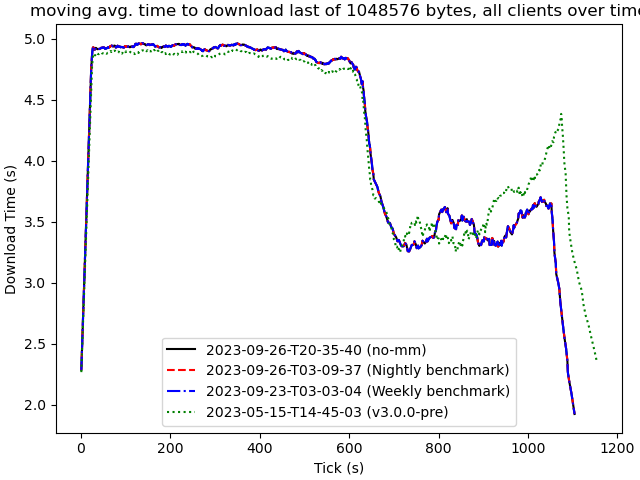 moving avg. time to download last of 1048576 bytes, all clients over time
5.0
4.5
4.0
3.5
3.0
2.5
2.0
Download Time (s)
2023-09-26-T20-35-40 (no-mm)
2023-09-26-T03-09-37 (Nightly benchmark)
2023-09-23-T03-03-04 (Weekly benchmark)
2023-05-15-T14-45-03 (v3.0.0-pre)
0 200 400 600 800 1000 1200
Tick (s)